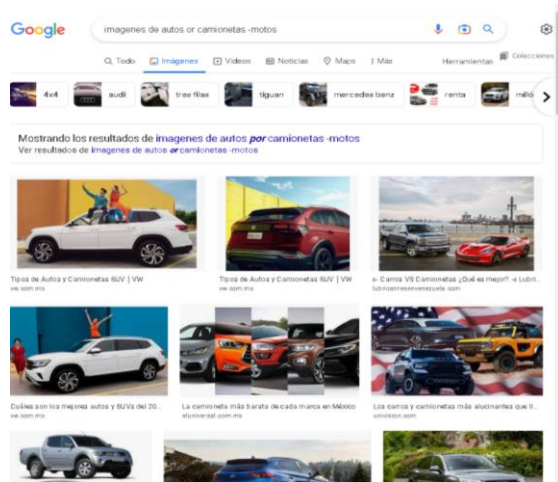 Google
imagenes de autos or camionetas -motos
Todo Imágenes Videos Noticias Maps Más Herramientas Colecciones
4x4 audi tres filas tiguan mercedes benz renta milló
Mostrando los resultados de imagenes de autos por camionetas -motos
Ver resultados de imagenes de autos or camionetas -motos
Tipos de Autos y Camionetas SUV | VW Tipos de Autos y Camionetas SUV | VW Carros VS Camionetas ¿Qué es mejor? Lubri...
vw.com.mx vw.com.mx lubricantesenvenezuela.com
Cuáles son los mejores autos y SUVs del 20... La camioneta más barata de cada marca en México Los carros y camionetas más alucinantes que ll...
vw.com.mx eluniversal.com.mx univision.com